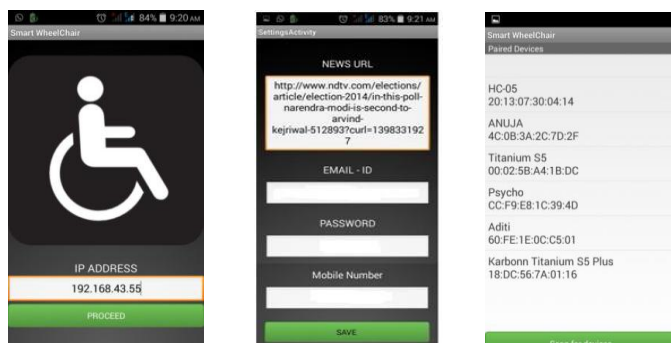 84% 9:20 AM
Smart WheelChair
IP ADDRESS
192.168.43.55
PROCEED
83% 9:21 AM
SettingsActivity
NEWS URL
http://www.ndtv.com/elections/
article/election-2014/in-this-poll-
narendra-modi-is-second-to-
arvind-
kejriwal-512893?curl=139833192
7
EMAIL - ID
PASSWORD
Mobile Number
SAVE
Smart WheelChair
Paired Devices
HC-05
20:13:07:30:04:14
ANUJA
4C:0B:3A:2C:7D:2F
Titanium S5
00:02:5B:A4:1B:DC
Psycho
CC:F9:E8:1C:39:4D
Aditi
60:FE:1E:0C:C5:01
Karbonn Titanium S5 Plus
18:DC:56:7A:01:16